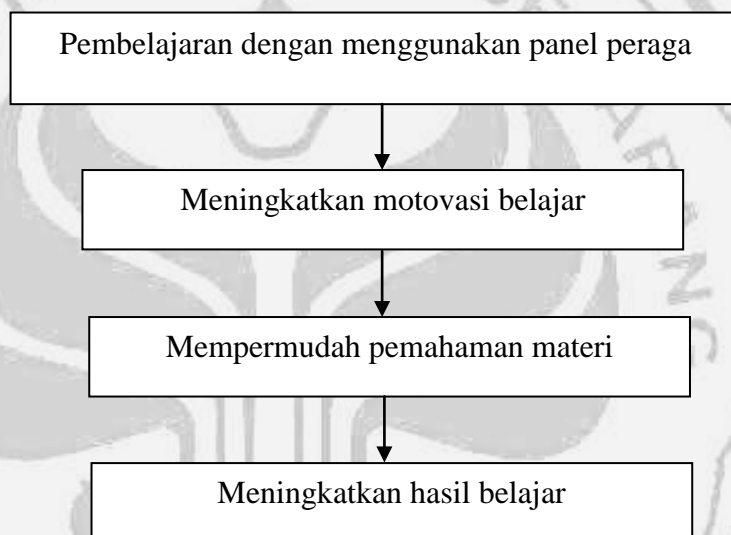 Pembelajaran dengan menggunakan panel peraga
Meningkatkan motovasi belajar
Mempermudah pemahaman materi
Meningkatkan hasil belajar